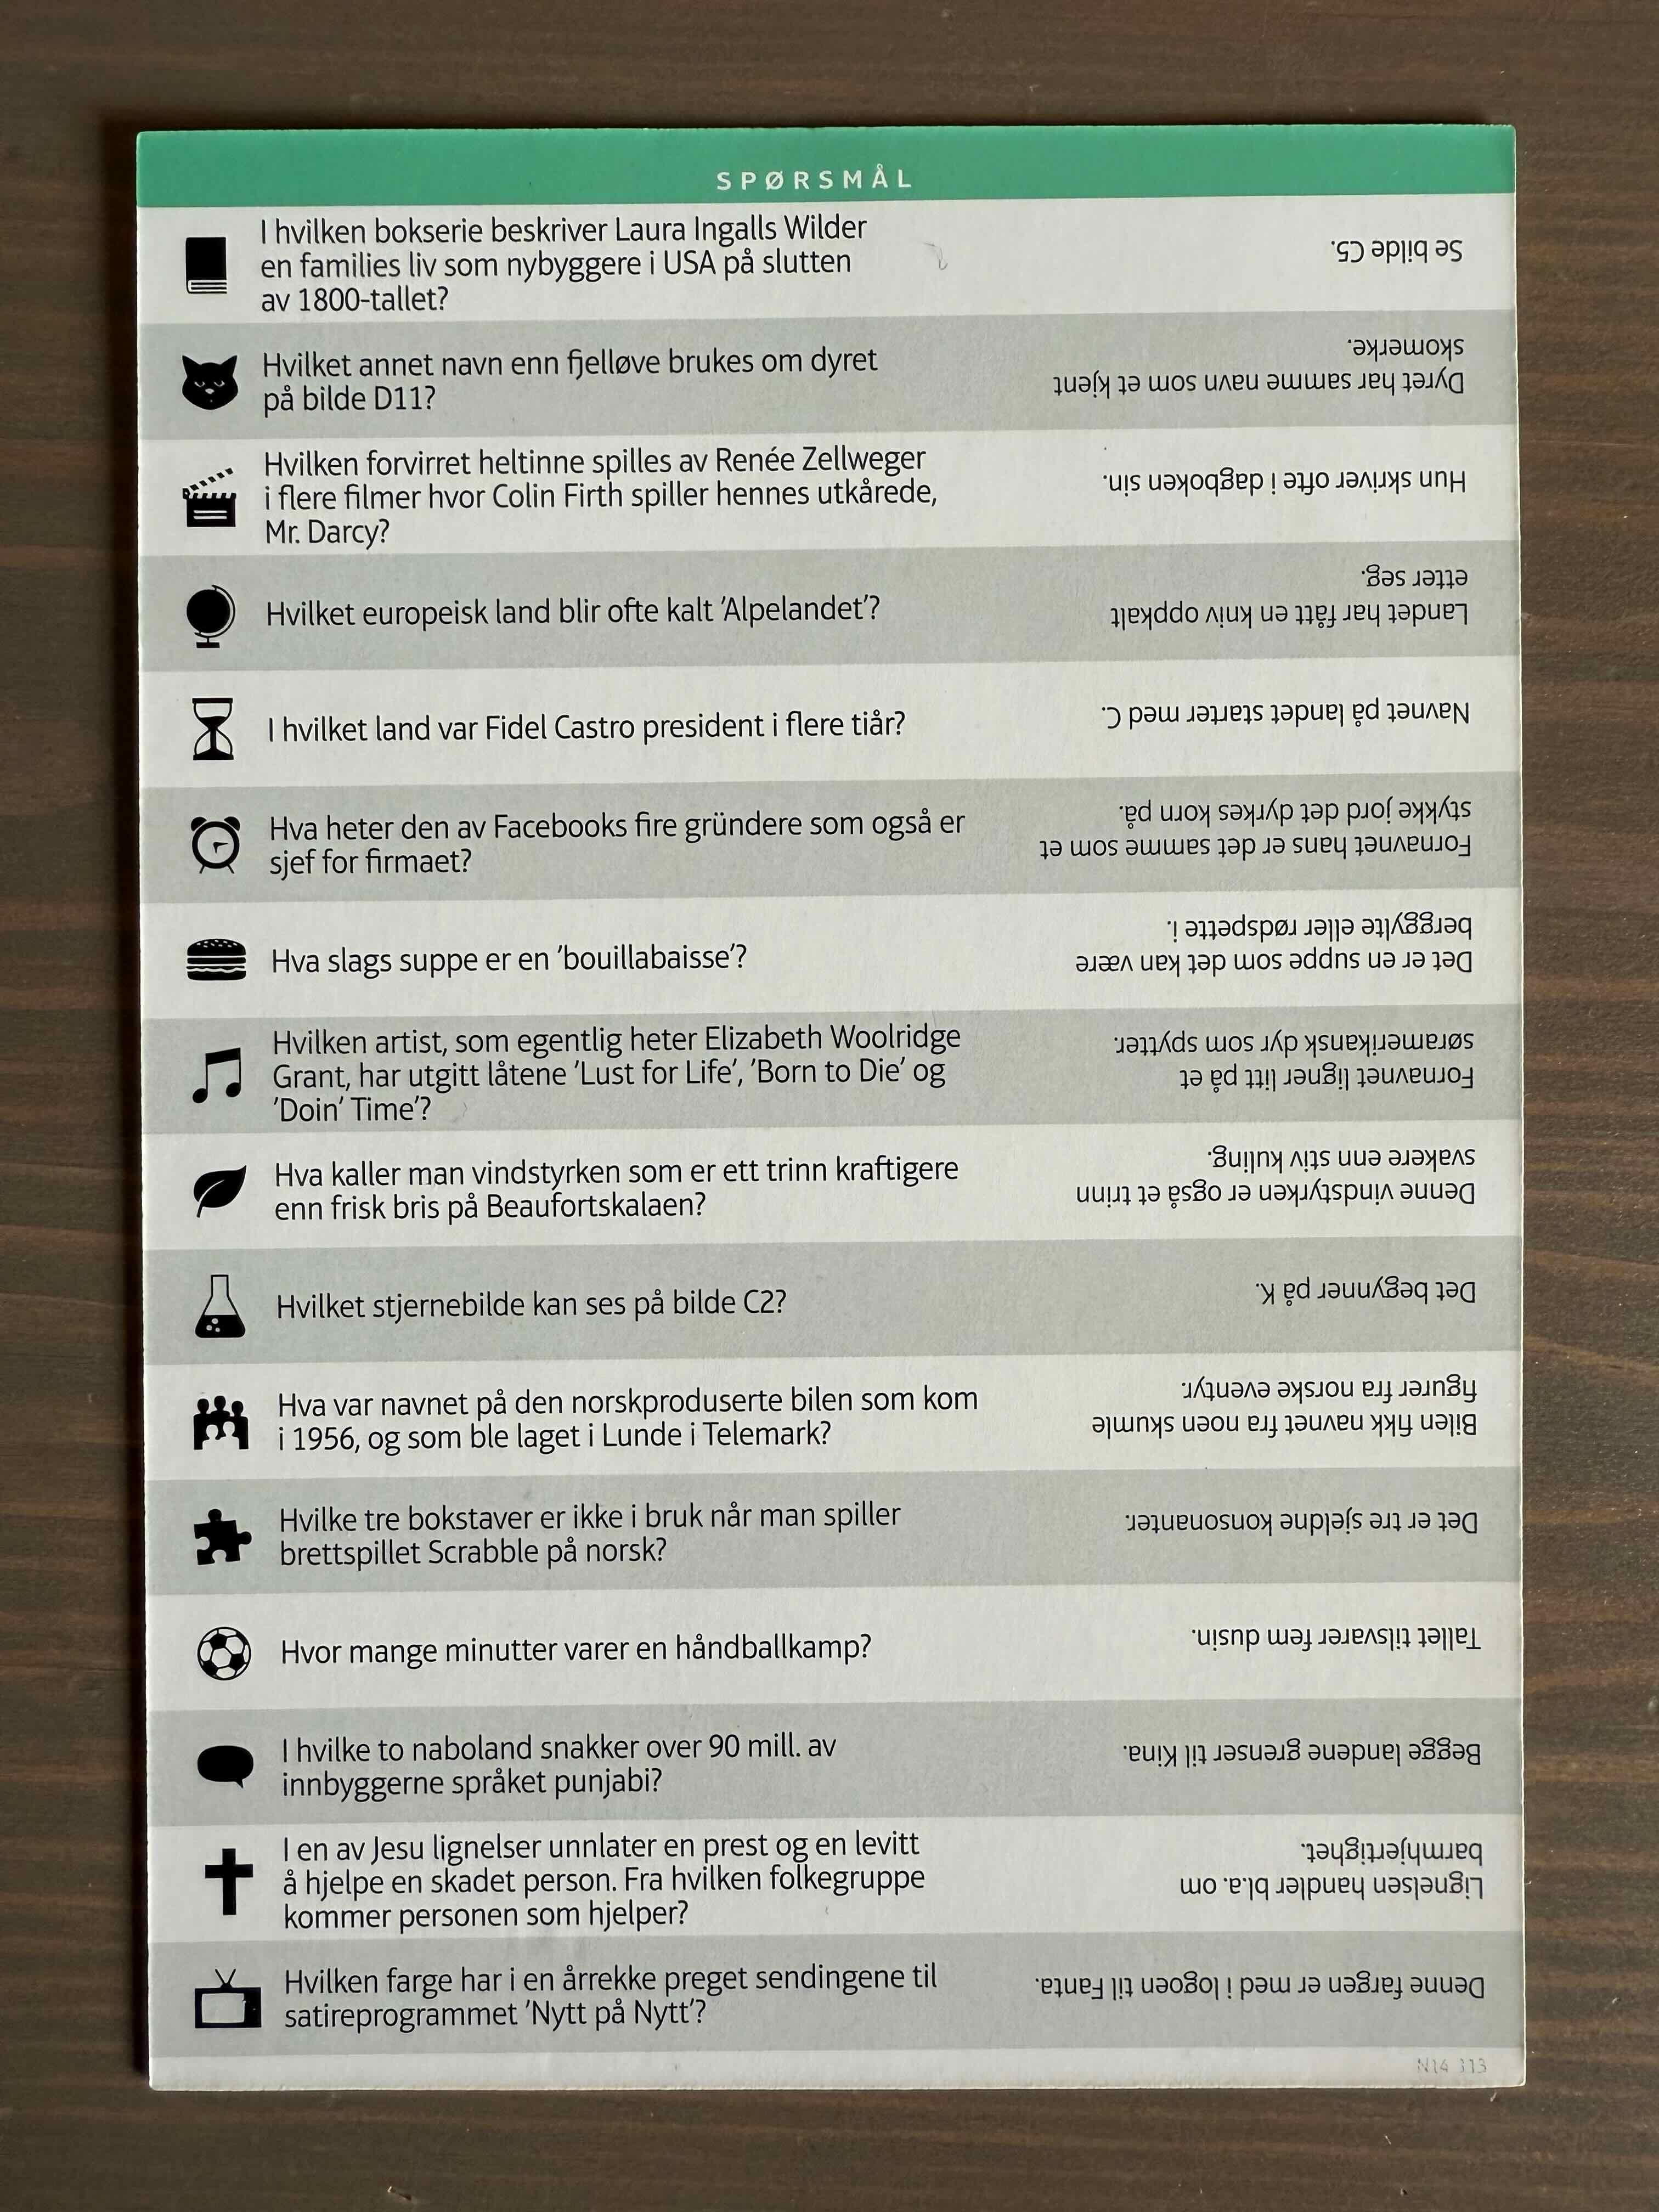 SPØRSMÅL
I hvilken bokserie beskriver Laura Ingalls Wilder
en families liv som nybyggere i USA på slutten
av 1800-tallet?
Se bilde C5.
Hvilket annet navn enn fjelløve brukes om dyret
på bilde D11?
Dyret har samme navn som et kjent
skomerke.
Hvilken forvirret heltinne spilles av Renée Zellweger
i flere filmer hvor Colin Firth spiller hennes utkårede,
Mr. Darcy?
Hun skriver ofte i dagboken sin.
Hvilket europeisk land blir ofte kalt ’Alpelandet’?
Landet har fått en kniv oppkalt
etter seg.
I hvilket land var Fidel Castro president i flere tiår?
Navnet på landet starter med C.
Hva heter den av Facebooks fire gründere som også er
sjef for firmaet?
Fornavnet hans er det samme som et
stykke jord det dyrkes korn på.
Hva slags suppe er en ’bouillabaisse’?
Det er en suppe som det kan være
berggylte eller rødspette i.
Hvilken artist, som egentlig heter Elizabeth Woolridge
Grant, har utgitt låtene ’Lust for Life’, ’Born to Die’ og
’Doin’ Time’?
Fornavnet ligner litt på et
søramerikansk dyr som spytter.
Hva kaller man vindstyrken som er ett trinn kraftigere
enn frisk bris på Beaufortskalaen?
Denne vindstyrken er også et trinn
svakere enn stiv kuling.
Hvilket stjernebilde kan ses på bilde C2?
Det begynner på K.
Hva var navnet på den norskproduserte bilen som kom
i 1956, og som ble laget i Lunde i Telemark?
Bilen fikk navnet fra noen skumle
figurer fra norske eventyr.
Hvilke tre bokstaver er ikke i bruk når man spiller
brettspillet Scrabble på norsk?
Det er tre sjeldne konsonanter.
Hvor mange minutter varer en håndballkamp?
Tallet tilsvarer fem dusin.
I hvilke to naboland snakker over 90 mill. av
innbyggerne språket punjabi?
Begge landene grenser til Kina.
I en av Jesu lignelser unnlater en prest og en levitt
å hjelpe en skadet person. Fra hvilken folkegruppe
kommer personen som hjelper?
Lignelsen handler bl.a. om
barmhjertighet.
Hvilken farge har i en årrekke preget sendingene til
satireprogrammet ’Nytt på Nytt’?
Denne fargen er med i logoen til Fanta.
N14 313